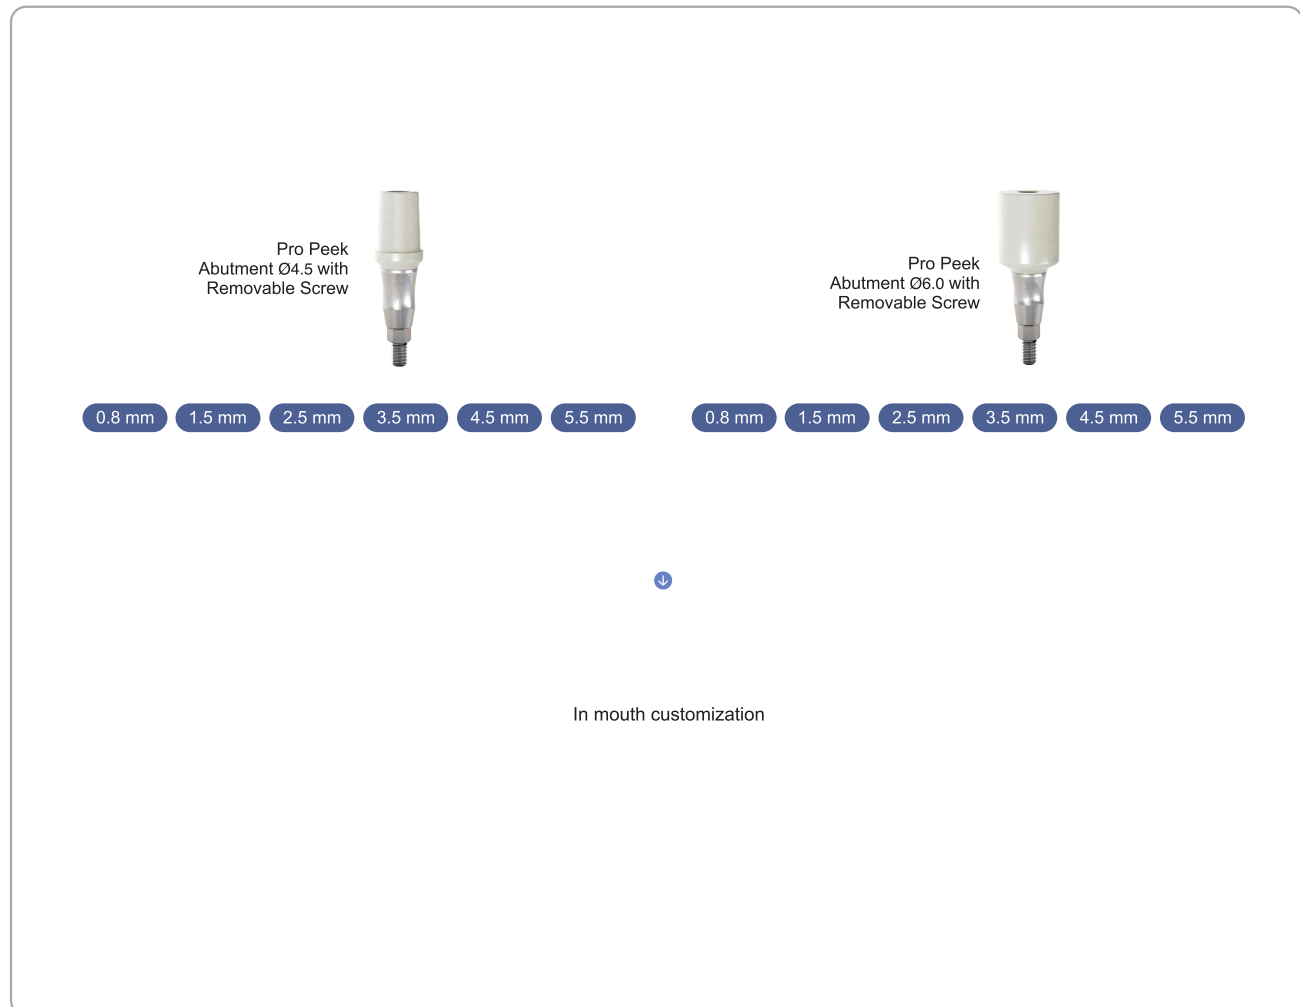 Pro Peek
Abutment Ø4.5 with
Removable Screw
Pro Peek
Abutment Ø6.0 with
Removable Screw
0.8 mm 1.5 mm 2.5 mm 3.5 mm 4.5 mm 5.5 mm
0.8 mm 1.5 mm 2.5 mm 3.5 mm 4.5 mm 5.5 mm
In mouth customization